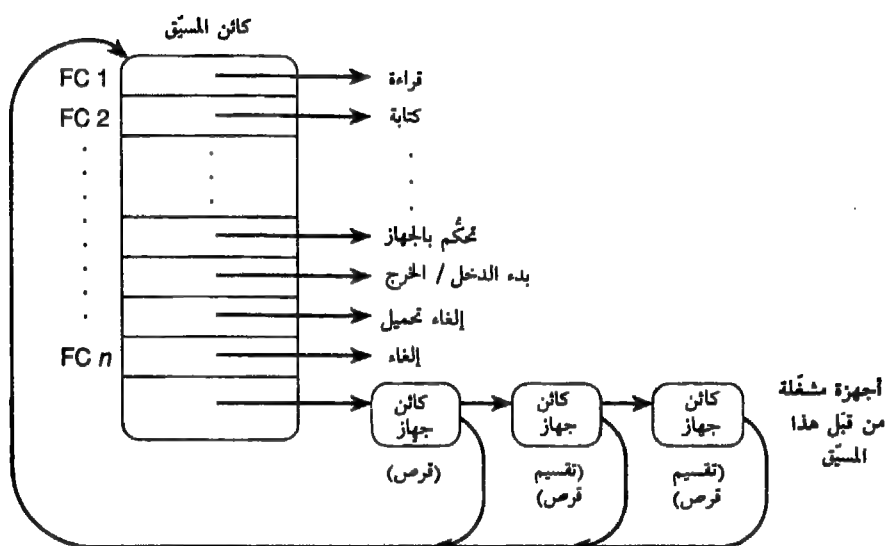 كائن المسيّق
FC 1
قراءة
FC 2
كتابة
تحكُّم بالجهاز
بدء الدخل / الخرج
إلغاء تحميل
FC n
إلغاء
كائن
جهاز
(قرص)
كائن
جهاز
(تقسيم
قرص)
كائن
جهاز
(تقسيم
قرص)
أجهزة مشغّلة
من قبَل هذا
المسيّق